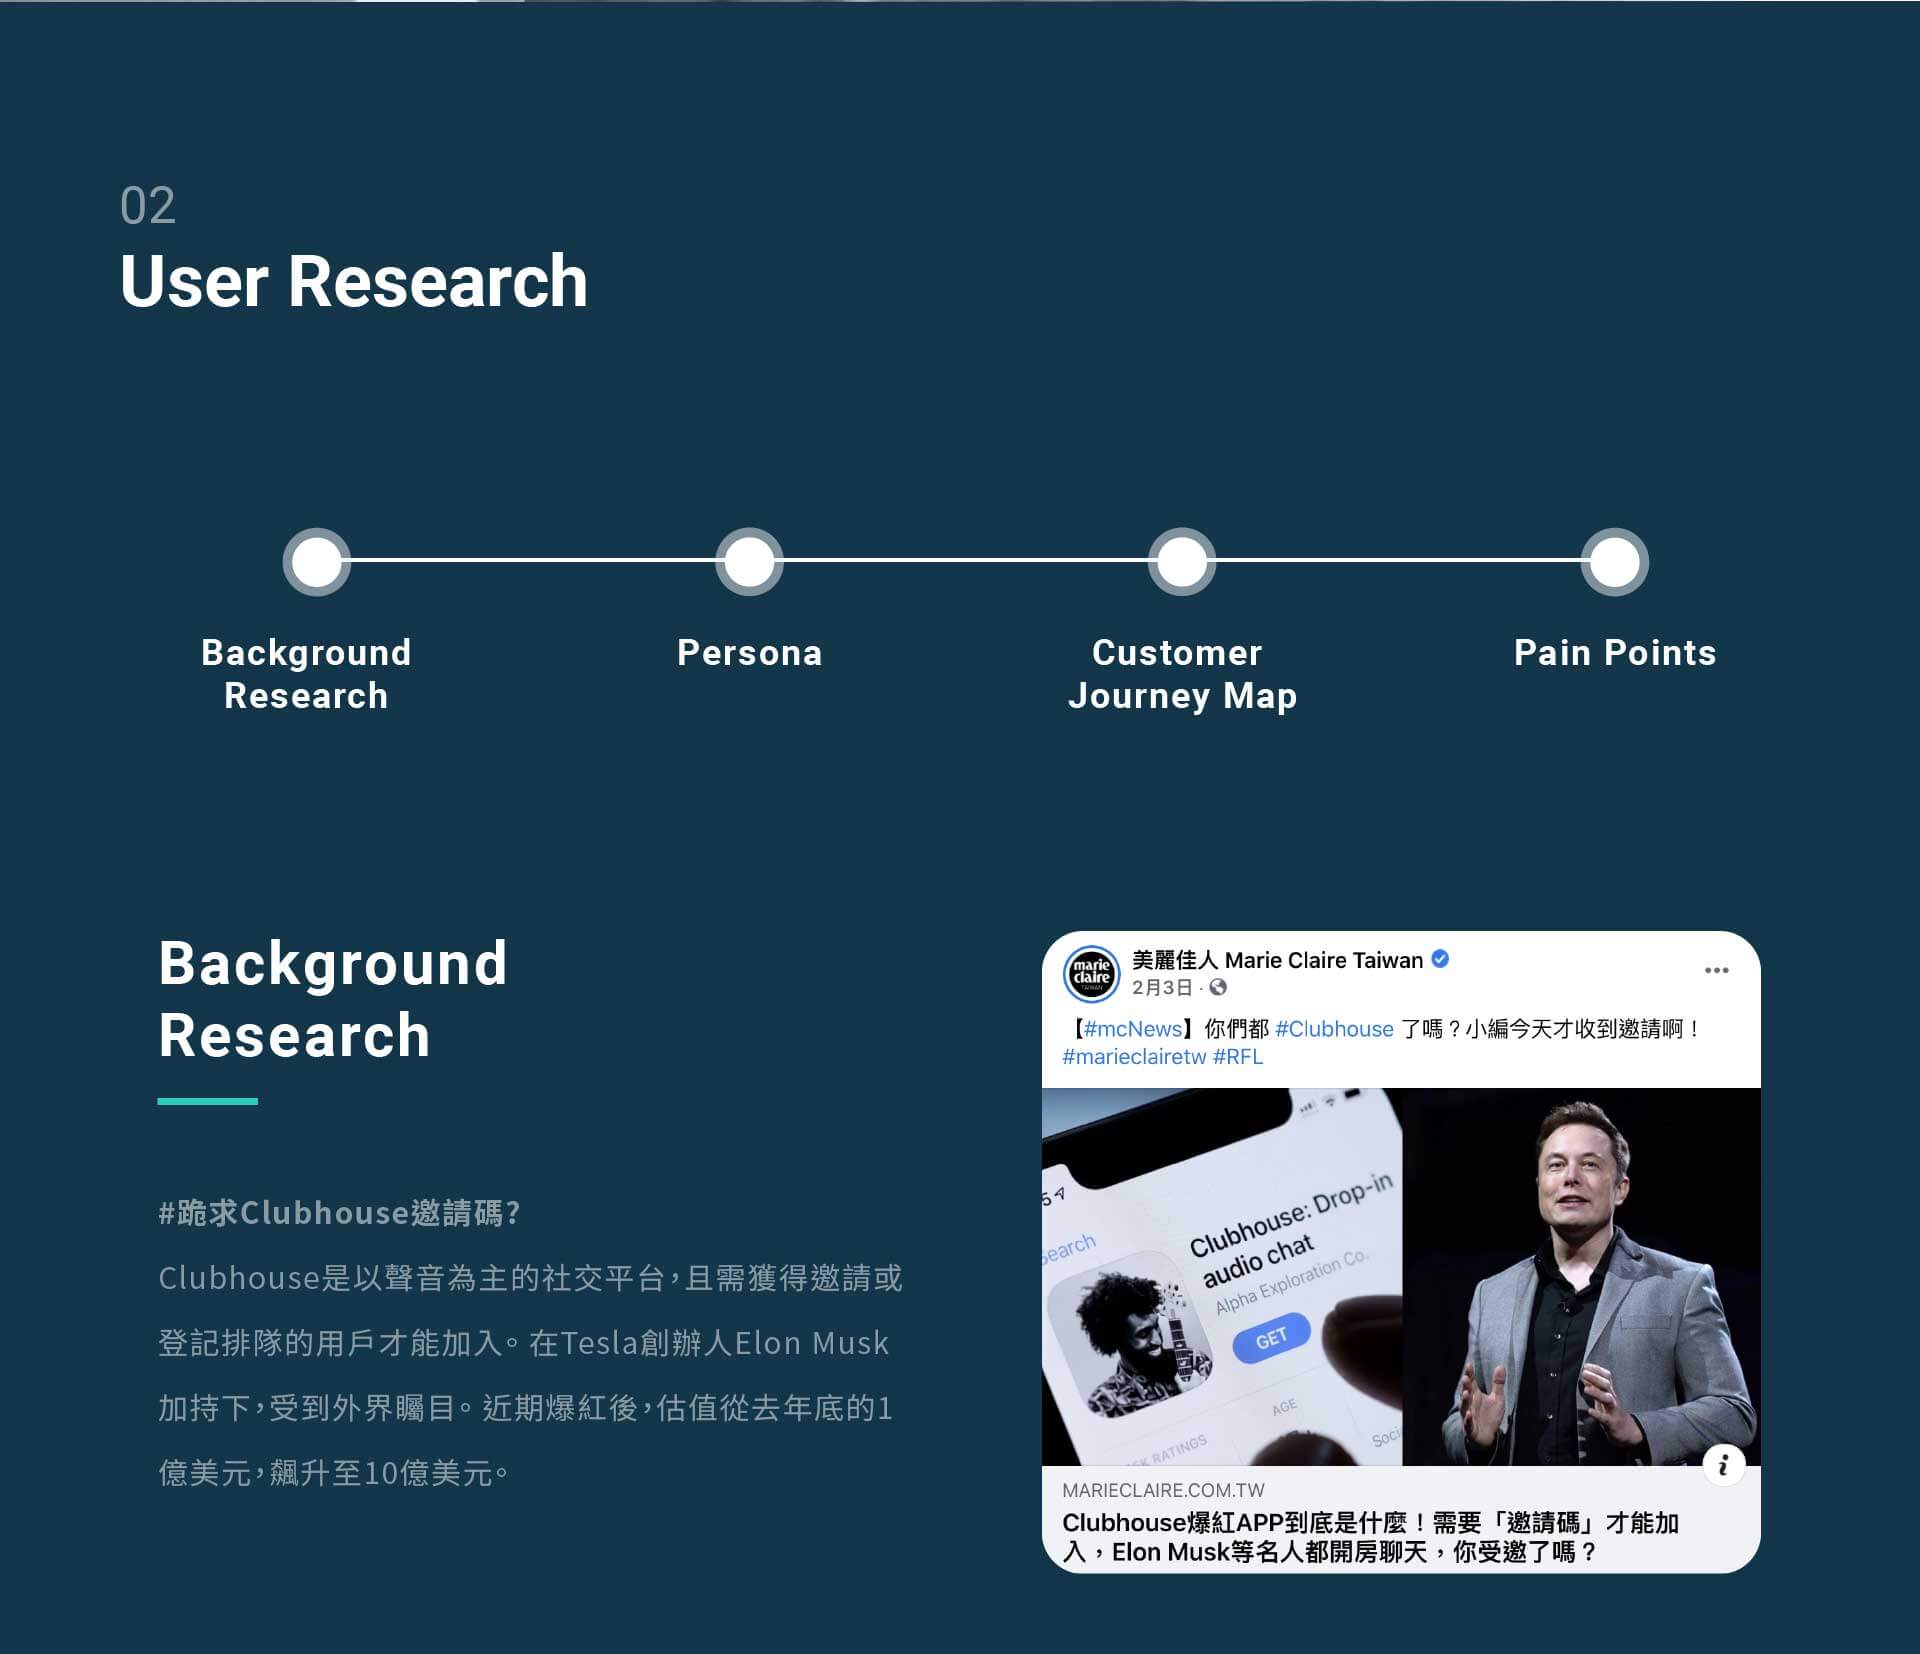 02
User Research
Background
Research
Persona
Customer
Journey Map
Pain Points
Background
Research
#跪求Clubhouse邀請碼?
Clubhouse是以聲音為主的社交平台，且需獲得邀請或
登記排隊的用戶才能加入。在Tesla創辦人Elon Musk
加持下，受到外界矚目。近期爆紅後，估值從去年底的1
億美元，飆升至10億美元。
marie
claire
TAIWAN
美麗佳人 Marie Claire Taiwan
2月3日 ·
【#mcNews】你們都 #Clubhouse 了嗎？小編今天才收到邀請啊！
#marieclairetw #RFL
Search
Clubhouse: Drop-in
audio chat
Alpha Exploration Co.
GET
AGE
RATINGS
MARIECLAIRE.COM.TW
Clubhouse爆紅APP到底是什麼！需要「邀請碼」才能加
入，Elon Musk等名人都開房聊天，你受邀了嗎？